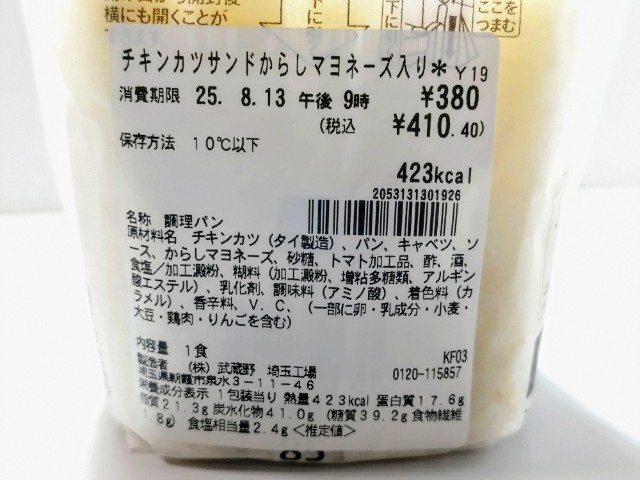 横にも開くことが
下に引
下に
ここを
つまむ
チキンカツサンドからしマヨネーズ入り* Y19
消費期限 25. 8.13 午後 9時 ¥380
(税込 ¥410.40)
保存方法 10℃以下
423kcal
2053131301926
名称 調理パン
原材料名 チキンカツ(タイ製造)、パン、キャベツ、ソ
ース、からしマヨネーズ、砂糖、トマト加工品、酢、酒、
食塩/加工澱粉、糊料(加工澱粉、増粘多糖類、アルギン
酸エステル)、乳化剤、調味料(アミノ酸)、着色料(カ
ラメル)、香辛料、V.C、(一部に卵・乳成分・小麦・
大豆・鶏肉・りんごを含む)
内容量 1食 KF03
製造者 (株)武蔵野 埼玉工場 0120-115857
埼玉県朝霞市泉水3-11-46
栄養成分表示 1包装当り 熱量423kcal 蛋白質17.6g
脂質21.3g 炭水化物41.0g (糖質39.2g 食物繊維
1.8g) 食塩相当量2.4g <推定値>